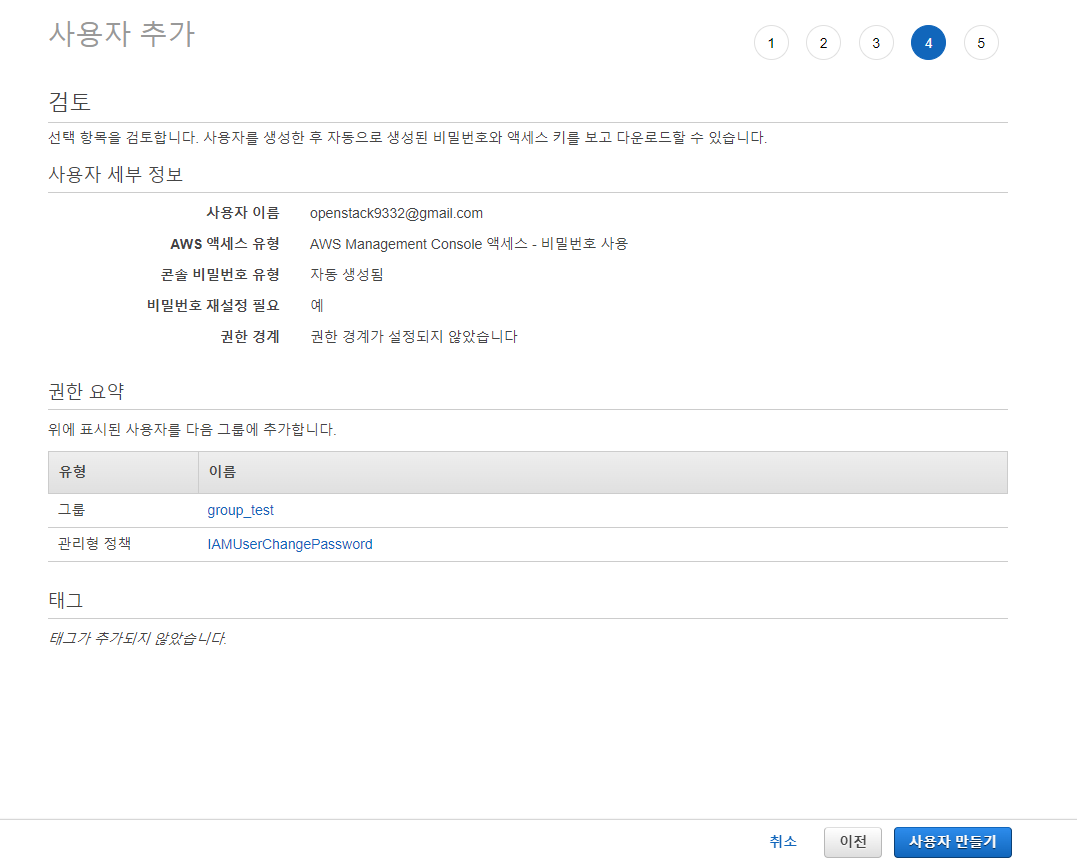 사용자 추가
1 2 3 4 5
검토
선택 항목을 검토합니다. 사용자를 생성한 후 자동으로 생성된 비밀번호와 액세스 키를 보고 다운로드할 수 있습니다.
사용자 세부 정보
사용자 이름 openstack9332@gmail.com
AWS 액세스 유형 AWS Management Console 액세스 - 비밀번호 사용
콘솔 비밀번호 유형 자동 생성됨
비밀번호 재설정 필요 예
권한 경계 권한 경계가 설정되지 않았습니다
권한 요약
위에 표시된 사용자를 다음 그룹에 추가합니다.
유형 이름
그룹 group_test
관리형 정책 IAMUserChangePassword
태그
태그가 추가되지 않았습니다.
취소 이전 사용자 만들기